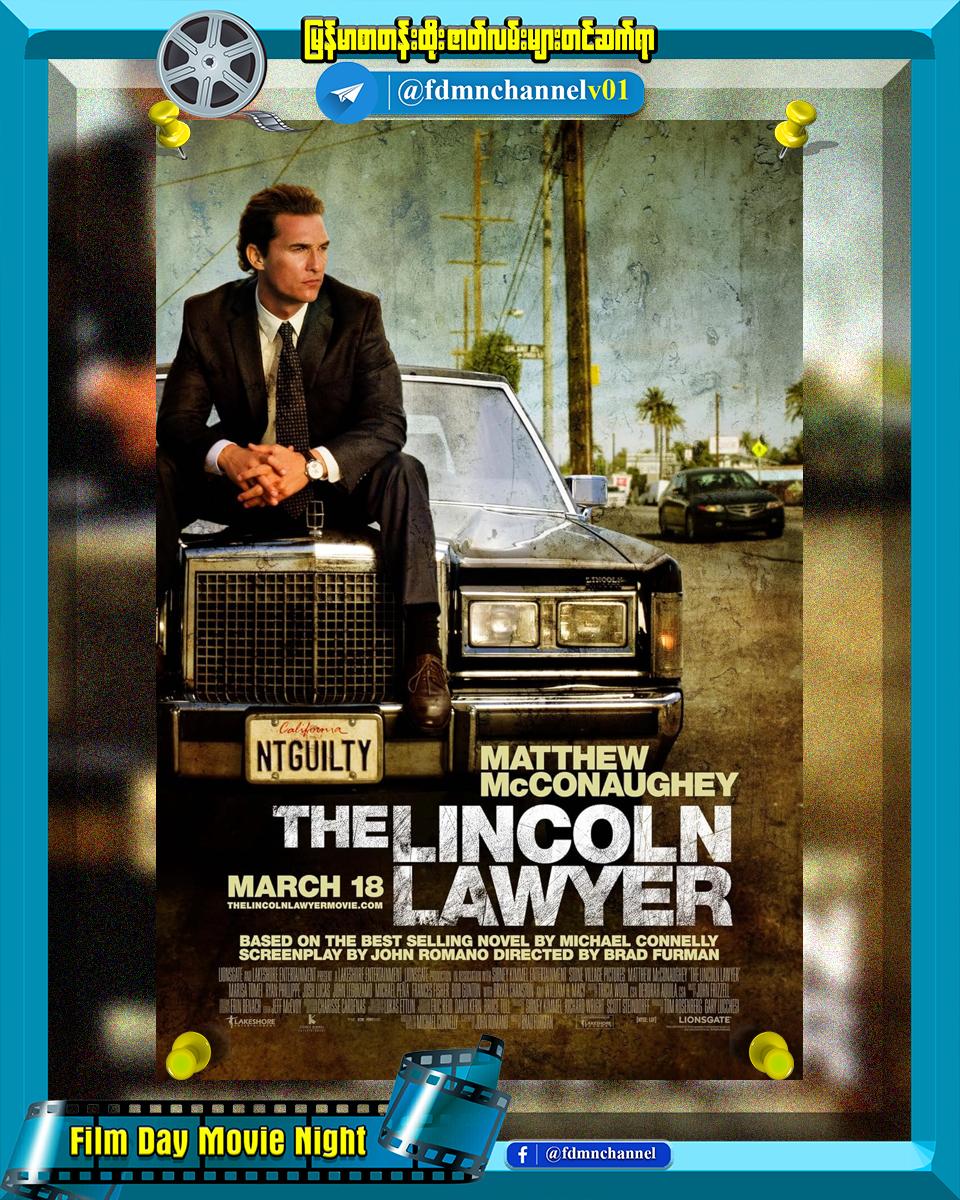 မြန်မာစာတန်းထိုးဇာတ်လမ်းများတင်ဆက်ရာ
@fdmnchannelv01
LINCOLN
California
NTGUILTY
MATTHEW
McCONAUGHEY
THE LINCOLN
LAWYER
MARCH 18
THELINCOLNLAWYERMOVIE.COM
BASED ON THE BEST SELLING NOVEL BY MICHAEL CONNELLY
SCREENPLAY BY JOHN ROMANO DIRECTED BY BRAD FURMAN
LAKESHORE
LIONSGATE
Film Day Movie Night
@fdmnchannel